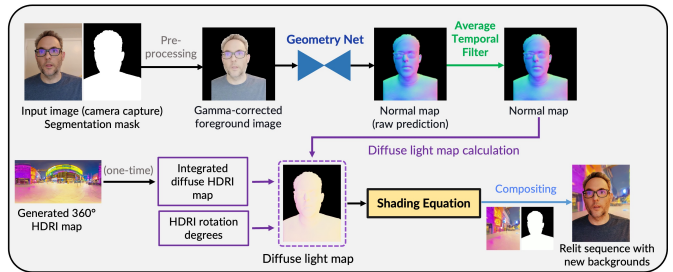 Pre-
processing
Geometry Net
Average
Temporal
Filter
Input image (camera capture)
Segmentation mask
Gamma-corrected
foreground image
Normal map
(raw prediction)
Normal map
Diffuse light map calculation
(one-time)
Integrated
diffuse HDRI
map
Generated 360°
HDRI map
HDRI rotation
degrees
Diffuse light map
Shading Equation
Compositing
Relit sequence with
new backgrounds